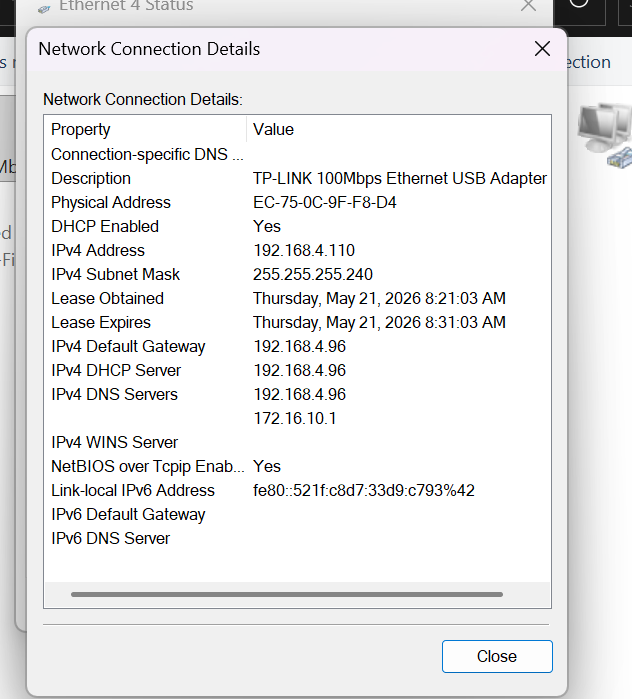 Ethernet 4 Status
Network Connection Details
ection
Network Connection Details:
Property Value
Connection-specific DNS ...
Description TP-LINK 100Mbps Ethernet USB Adapter
Physical Address EC-75-0C-9F-F8-D4
DHCP Enabled Yes
IPv4 Address 192.168.4.110
IPv4 Subnet Mask 255.255.255.240
Lease Obtained Thursday, May 21, 2026 8:21:03 AM
Lease Expires Thursday, May 21, 2026 8:31:03 AM
IPv4 Default Gateway 192.168.4.96
IPv4 DHCP Server 192.168.4.96
IPv4 DNS Servers 192.168.4.96
172.16.10.1
IPv4 WINS Server
NetBIOS over Tcpip Enab... Yes
Link-local IPv6 Address fe80::521f:c8d7:33d9:c793%42
IPv6 Default Gateway
IPv6 DNS Server
Close